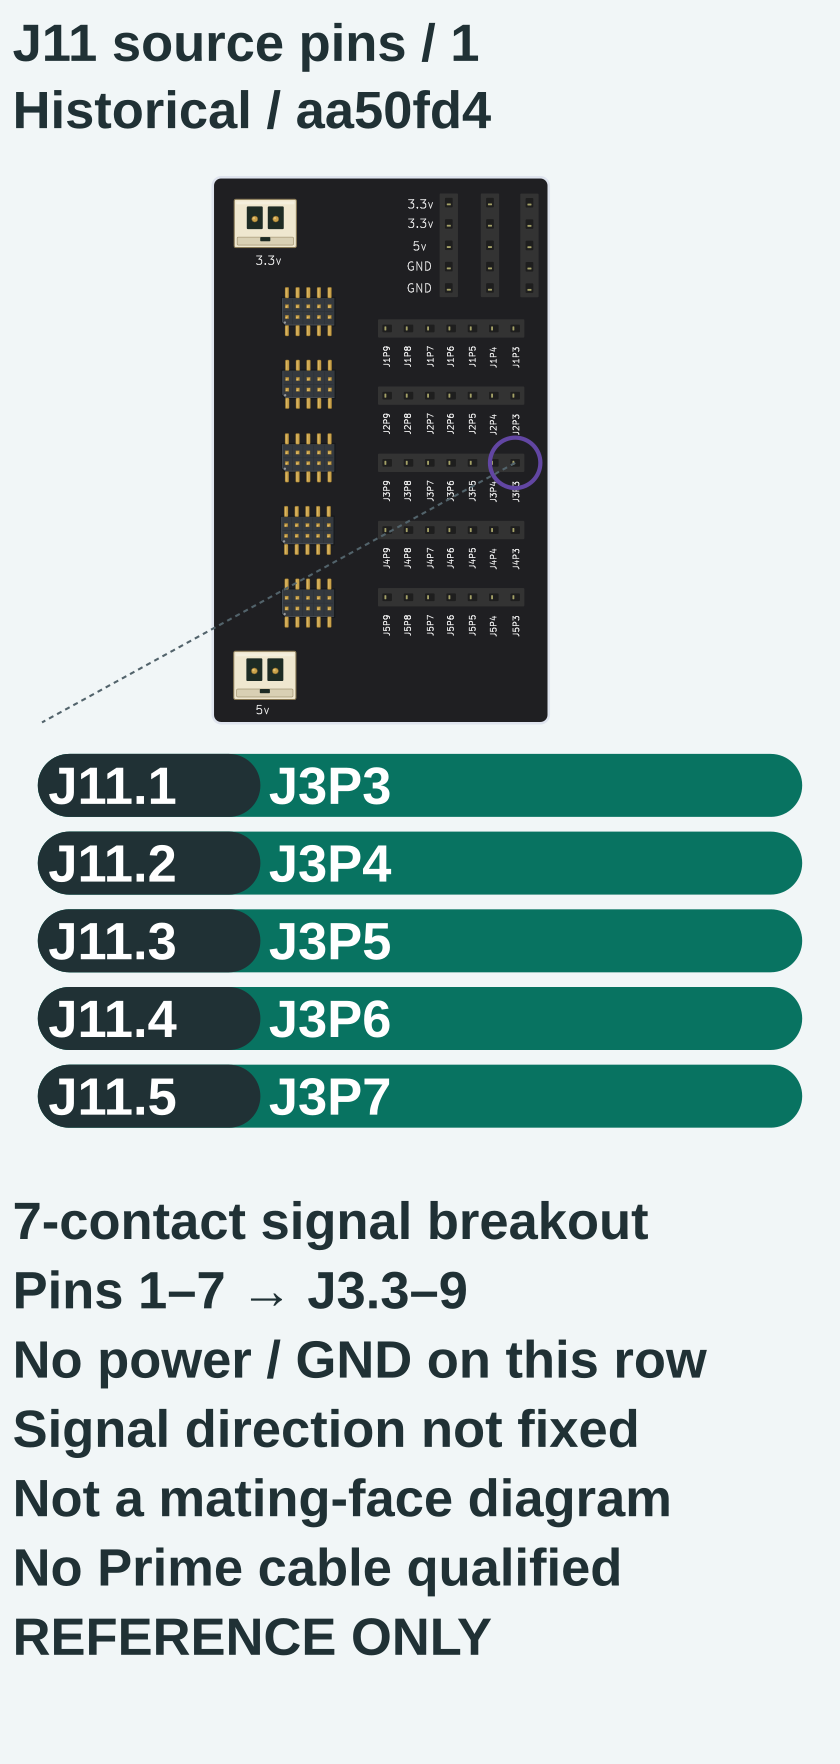 J11 source pins / 1
Historical / aa50fd4
3.3v
3.3v
3.3v
5v
GND
GND
J1P9 J1P8 J1P7 J1P6 J1P5 J1P4 J1P3
J2P9 J2P8 J2P7 J2P6 J2P5 J2P4 J2P3
J3P9 J3P8 J3P7 J3P6 J3P5 J3P4 J3P3
J4P9 J4P8 J4P7 J4P6 J4P5 J4P4 J4P3
J5P9 J5P8 J5P7 J5P6 J5P5 J5P4 J5P3
5v
J11.1 J3P3
J11.2 J3P4
J11.3 J3P5
J11.4 J3P6
J11.5 J3P7
7-contact signal breakout
Pins 1–7 → J3.3–9
No power / GND on this row
Signal direction not fixed
Not a mating-face diagram
No Prime cable qualified
REFERENCE ONLY